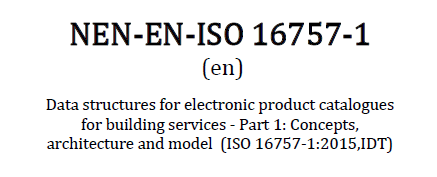 NEN-EN-ISO 16757-1
(en)
Data structures for electronic product catalogues
for building services - Part 1: Concepts,
architecture and model (ISO 16757-1:2015,IDT)